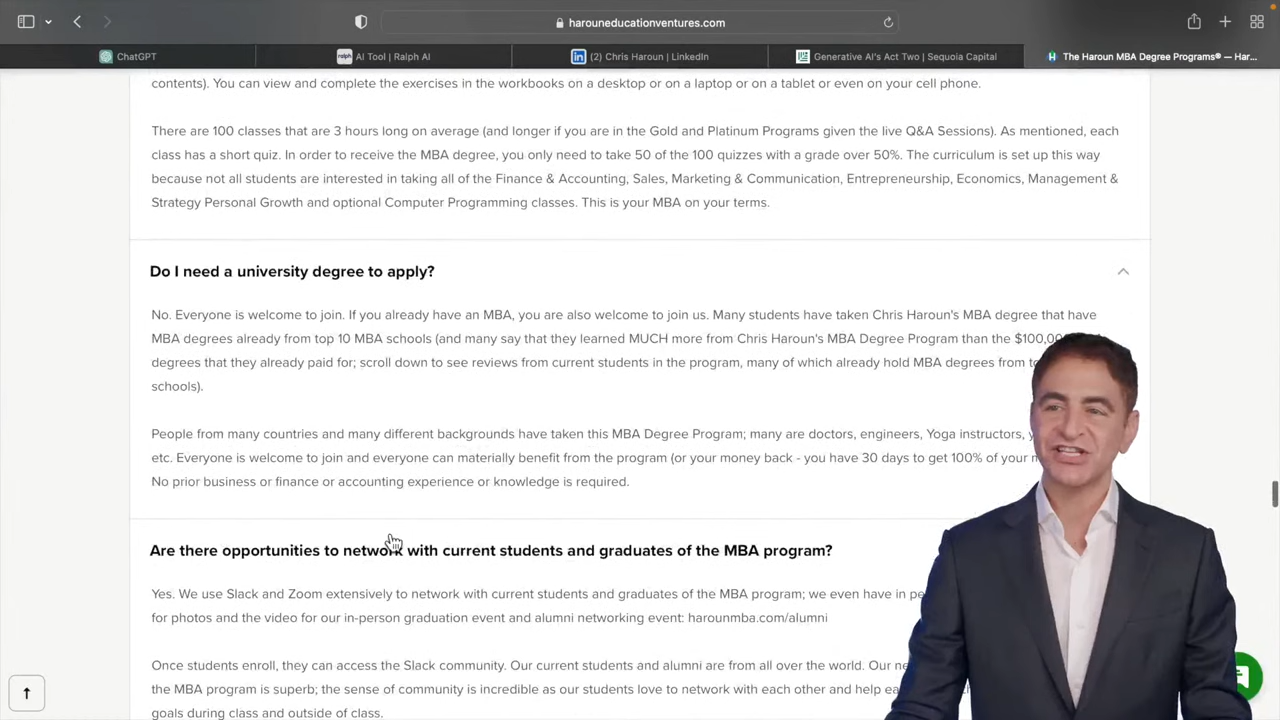 harouneducationventures.com
ChatGPT
ralph AI Tool | Ralph AI
(2) Chris Haroun | LinkedIn
Generative AI's Act Two | Sequoia Capital
The Haroun MBA Degree Programs® — Har...
contents). You can view and complete the exercises in the workbooks on a desktop or on a laptop or on a tablet or even on your cell phone.
There are 100 classes that are 3 hours long on average (and longer if you are in the Gold and Platinum Programs given the live Q&A Sessions). As mentioned, each
class has a short quiz. In order to receive the MBA degree, you only need to take 50 of the 100 quizzes with a grade over 50%. The curriculum is set up this way
because not all students are interested in taking all of the Finance & Accounting, Sales, Marketing & Communication, Entrepreneurship, Economics, Management &
Strategy Personal Growth and optional Computer Programming classes. This is your MBA on your terms.
Do I need a university degree to apply?
No. Everyone is welcome to join. If you already have an MBA, you are also welcome to join us. Many students have taken Chris Haroun's MBA degree that have
MBA degrees already from top 10 MBA schools (and many say that they learned MUCH more from Chris Haroun's MBA Degree Program than the
degrees that they already paid for; scroll down to see reviews from current students in the program, many of which already hold MBA degrees from
schools).
People from many countries and many different backgrounds have taken this MBA Degree Program; many are doctors, engineers, Yoga instructors,
etc. Everyone is welcome to join and everyone can materially benefit from the program (or your money back - you have 30 days to get 100% of your
No prior business or finance or accounting experience or knowledge is required.
Are there opportunities to network with current students and graduates of the MBA program?
Yes. We use Slack and Zoom extensively to network with current students and graduates of the MBA program; we even have in
for photos and the video for our in-person graduation event and alumni networking event: harounmba.com/alumni
Once students enroll, they can access the Slack community. Our current students and alumni are from all over the world. Our
the MBA program is superb; the sense of community is incredible as our students love to network with each other and help
goals during class and outside of class.